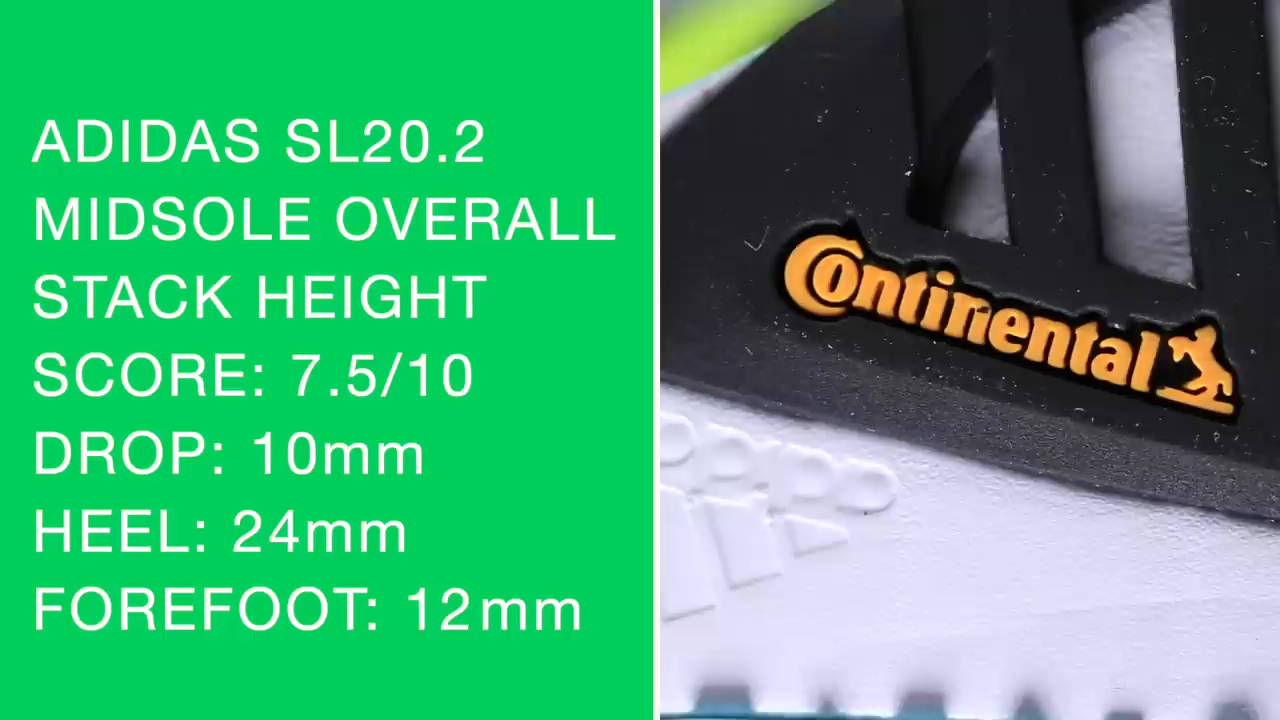 ADIDAS SL20.2
MIDSOLE OVERALL
STACK HEIGHT
SCORE: 7.5/10
DROP: 10mm
HEEL: 24mm
FOREFOOT: 12mm
Continental